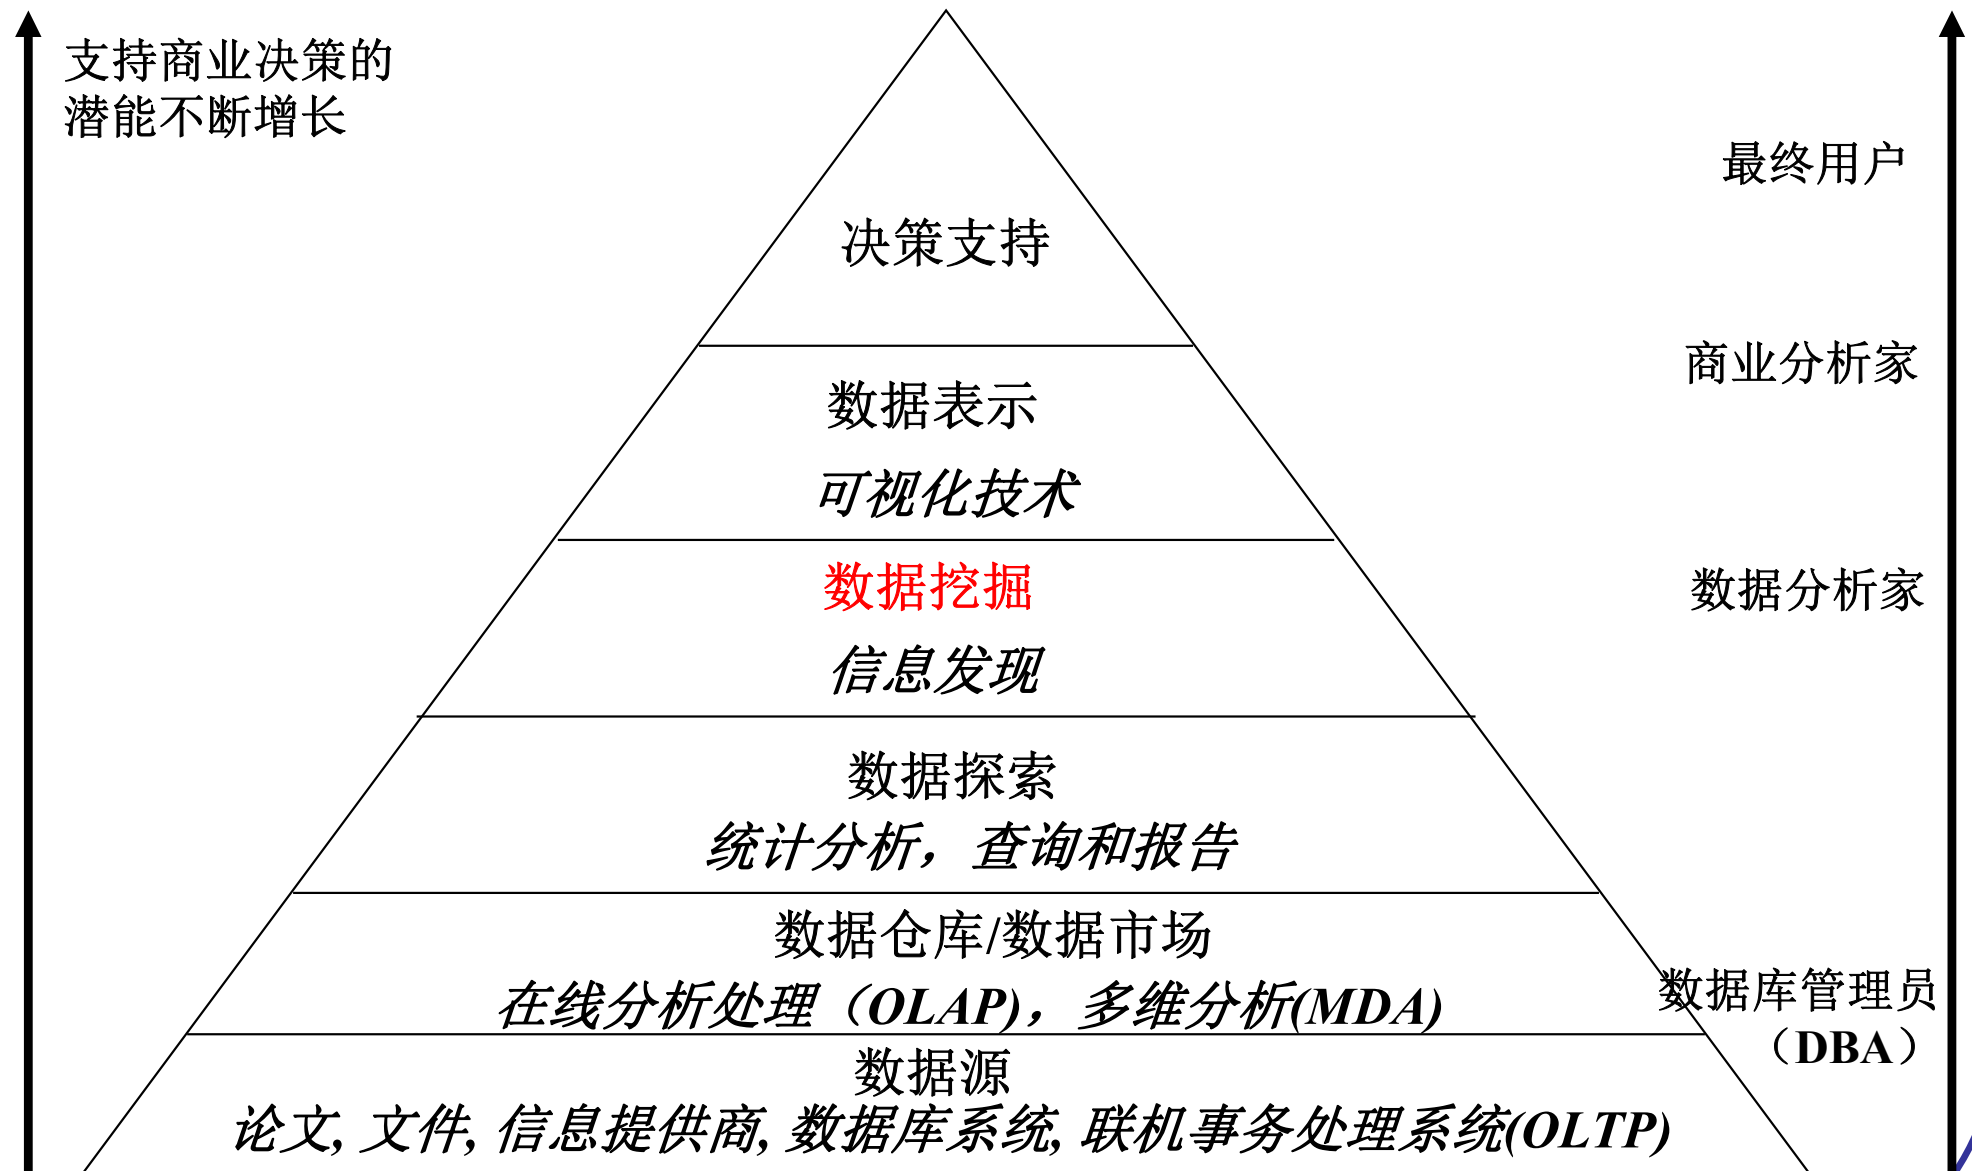 支持商业决策的
潜能不断增长
最终用户
决策支持
商业分析家
数据表示
可视化技术
数据挖掘
数据分析家
信息发现
数据探索
统计分析，查询和报告
数据仓库/数据市场
在线分析处理（OLAP)，多维分析(MDA)
数据库管理员
（DBA）
数据源
论文, 文件, 信息提供商, 数据库系统, 联机事务处理系统(OLTP)